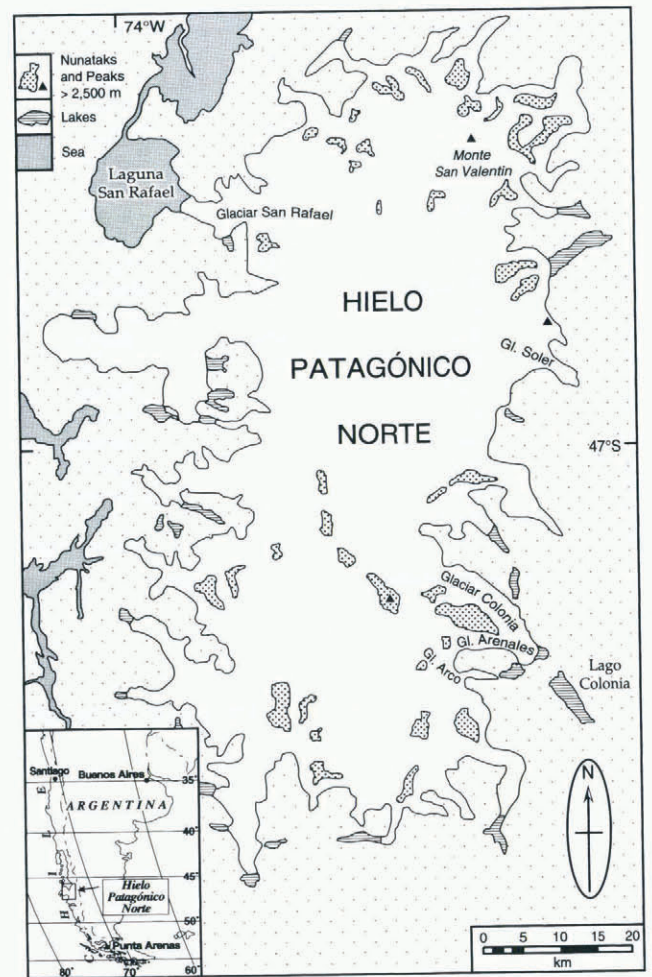 74°W
Nunataks
and Peaks
> 2,500 m
Lakes
Sea
Laguna
San Rafael
Glaciar San Rafael
Monte
San Valentin
HIELO
PATAGÓNICO
NORTE
Gl. Soler
47°S
Glaciar Colonia
Gl. Arenales
Gl. Arco
Lago
Colonia
N
0 5 10 15 20
km
Santiago
Buenos Aires
ARGENTINA
CHILE
Hielo
Patagónico
Norte
Punta Arenas
35°
40°
45°
50°
80° 70° 60°